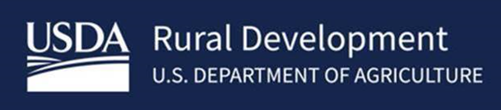 USDA
Rural Development
U.S. DEPARTMENT OF AGRICULTURE